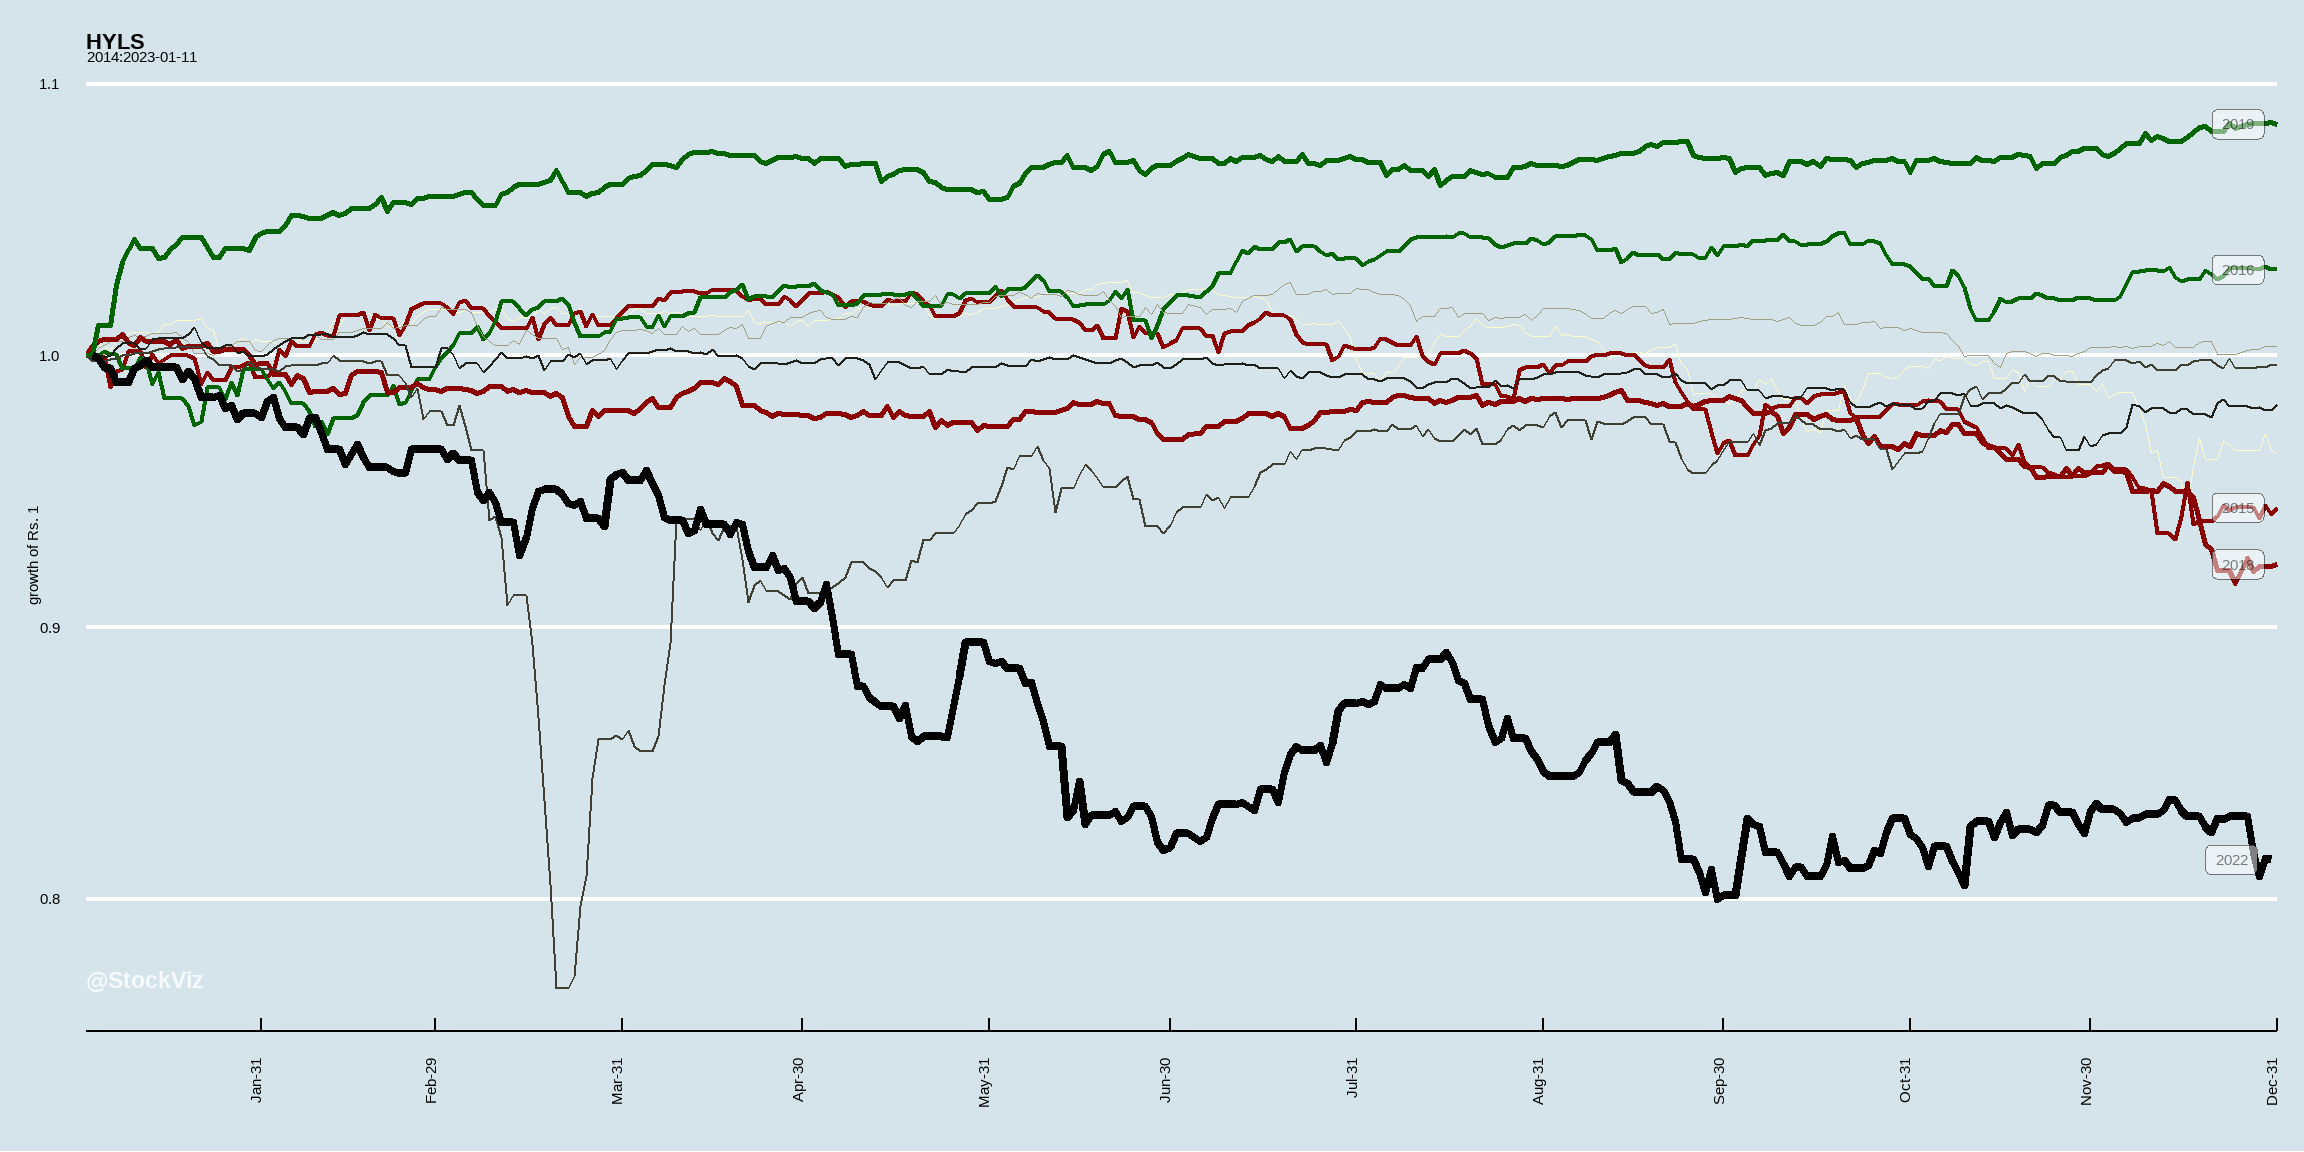 HYLS
2014:2023-01-11
1.1
2019
2016
1.0
2015
growth of Rs. 1
2018
0.9
2022
0.8
@StockViz
Jan-31
Feb-29
Mar-31
Apr-30
May-31
Jun-30
Jul-31
Aug-31
Sep-30
Oct-31
Nov-30
Dec-31